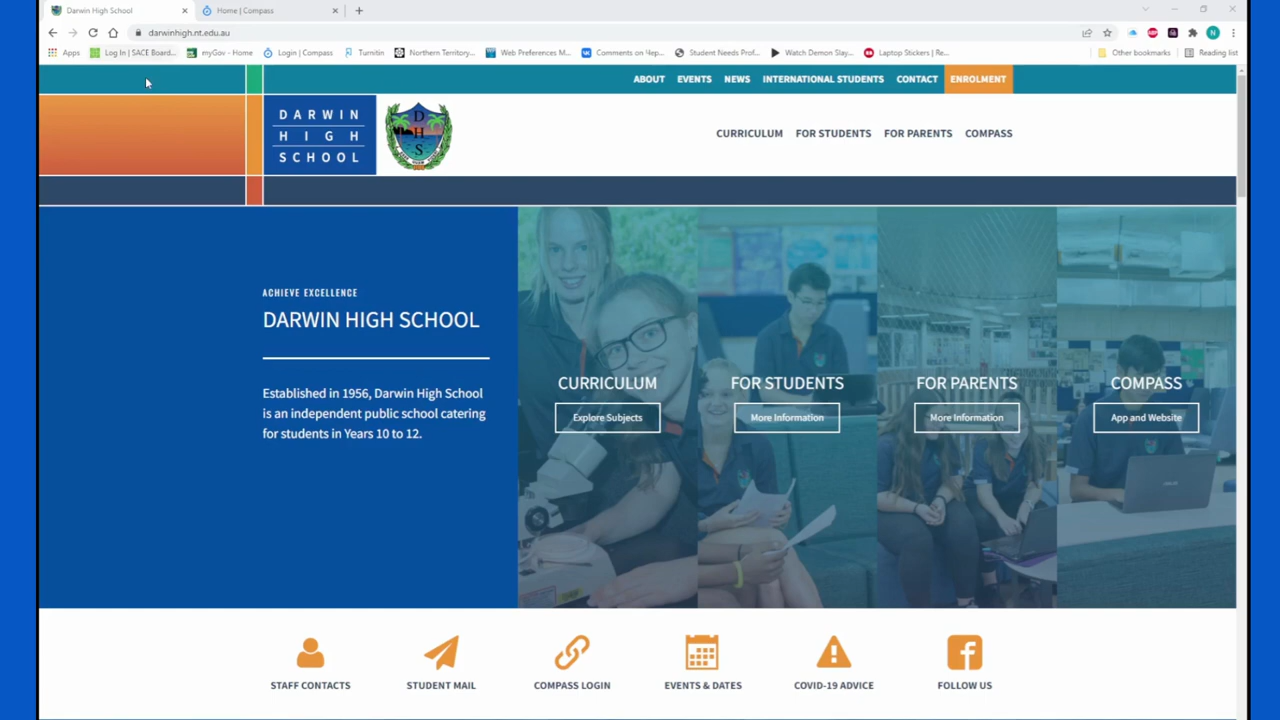 Darwin High School
Home | Compass
darwinhigh.nt.edu.au
N
Apps
Log In | SACE Board...
myGov - Home
Login | Compass
Turnitin
Northern Territory...
Web Preferences M...
Comments on Чер...
Student Needs Prof...
Watch Demon Slay...
Laptop Stickers | Re...
Other bookmarks
Reading list
ABOUT
EVENTS
NEWS
INTERNATIONAL STUDENTS
CONTACT
ENROLMENT
DARWIN
HIGH
SCHOOL
D
H
S
CURRICULUM
FOR STUDENTS
FOR PARENTS
COMPASS
ACHIEVE EXCELLENCE
DARWIN HIGH SCHOOL
Established in 1956, Darwin High School
is an independent public school catering
for students in Years 10 to 12.
CURRICULUM
Explore Subjects
FOR STUDENTS
More Information
FOR PARENTS
More Information
COMPASS
App and Website
STAFF CONTACTS
STUDENT MAIL
COMPASS LOGIN
EVENTS & DATES
COVID-19 ADVICE
FOLLOW US